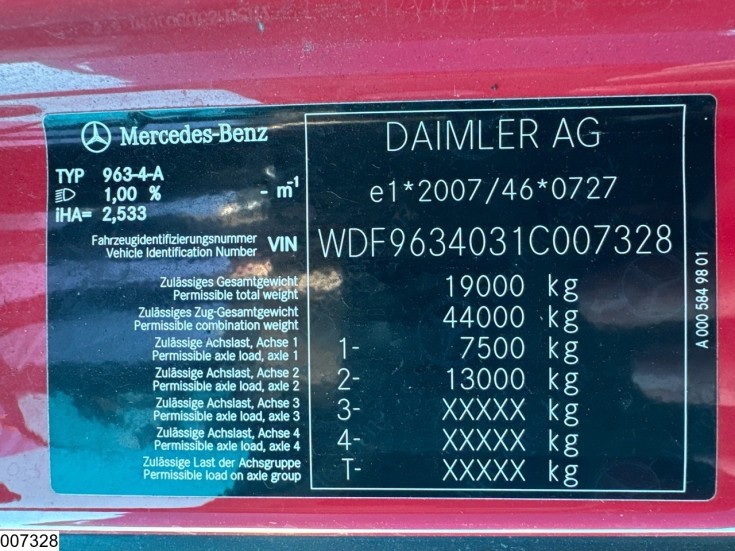 Mercedes-Benz
DAIMLER AG
TYP 963-4-A
1,00 % - m-1
iHA= 2,533
e1*2007/46*0727
Fahrzeugidentifizierungsnummer
Vehicle Identification Number VIN WDF9634031C007328
Zulässiges Gesamtgewicht
Permissible total weight 19000 kg
Zulässiges Zug-Gesamtgewicht
Permissible combination weight 44000 kg
Zulässige Achslast, Achse 1
Permissible axle load, axle 1 1- 7500 kg
Zulässige Achslast, Achse 2
Permissible axle load, axle 2 2- 13000 kg
Zulässige Achslast, Achse 3
Permissible axle load, axle 3 3- XXXXX kg
Zulässige Achslast, Achse 4
Permissible axle load, axle 4 4- XXXXX kg
Zulässige Last der Achsgruppe
Permissible load on axle group T- XXXXX kg
A 000 584 98 01
007328